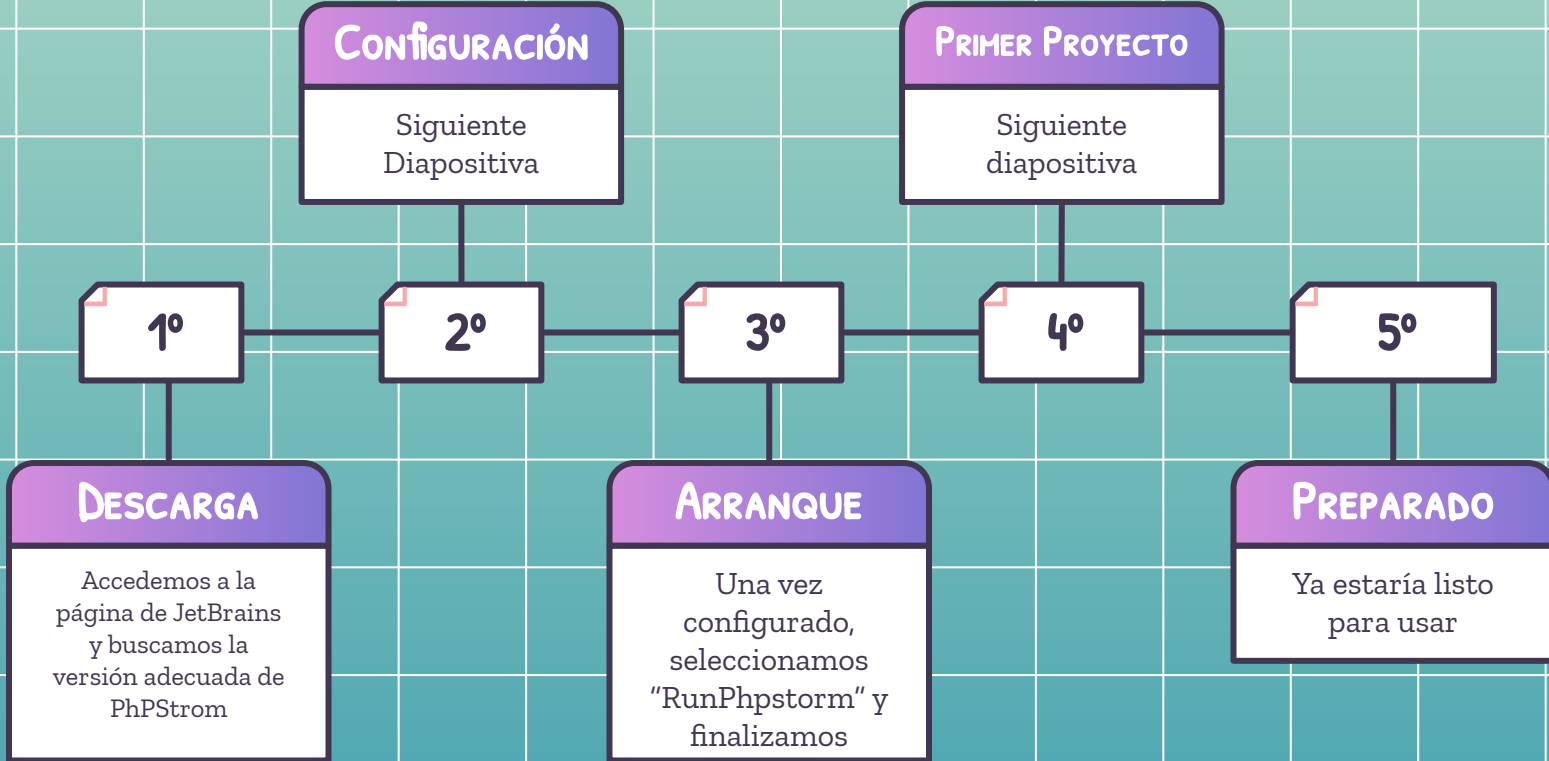 Configuración
Siguiente
Diapositiva
Primer Proyecto
Siguiente
diapositiva
1º
2º
3º
4º
5º
Descarga
Accedemos a la
página de JetBrains
y buscamos la
versión adecuada de
PhPStrom
Arranque
Una vez
configurado,
seleccionamos
"RunPhpstorm" y
finalizamos
Preparado
Ya estaría listo
para usar